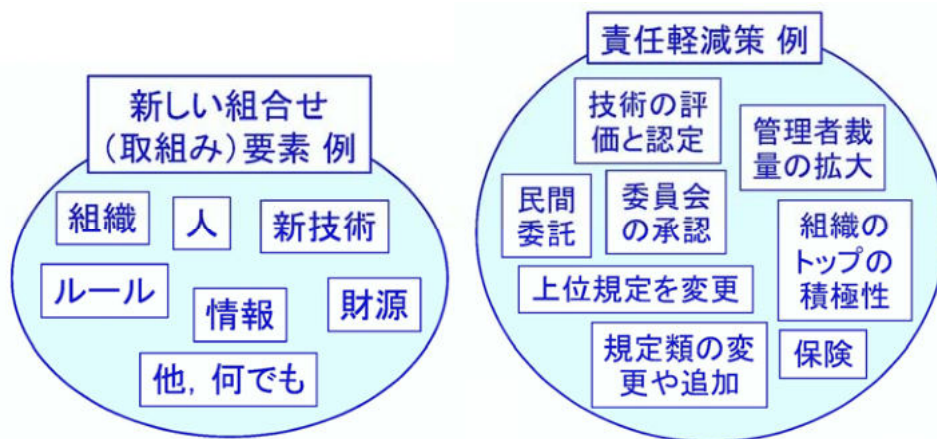 新しい組合せ
（取組み）要素 例
組織
人
新技術
ルール
情報
財源
他，何でも
責任軽減策 例
技術の評
価と認定
管理者裁
量の拡大
民間
委託
委員会
の承認
組織の
トップの
積極性
上位規定を変更
規定類の変
更や追加
保険